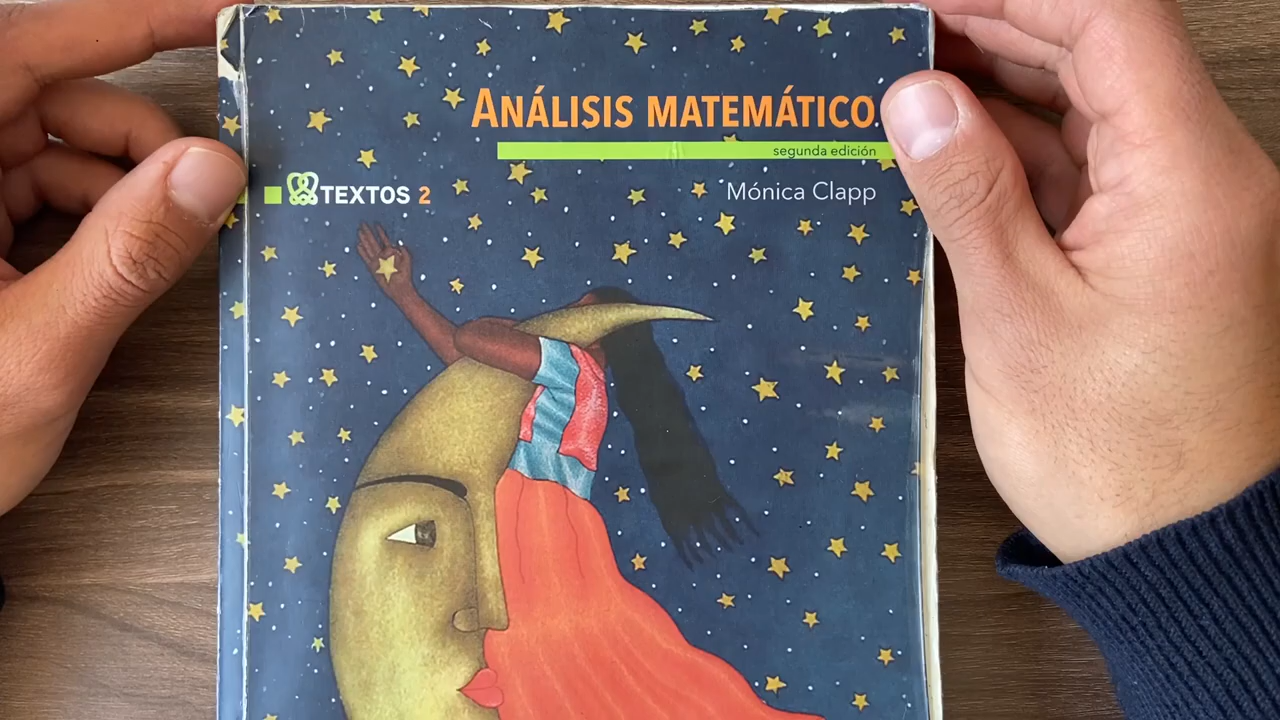 ANÁLISIS MATEMÁTICO
segunda edición
TEXTOS 2
Mónica Clapp